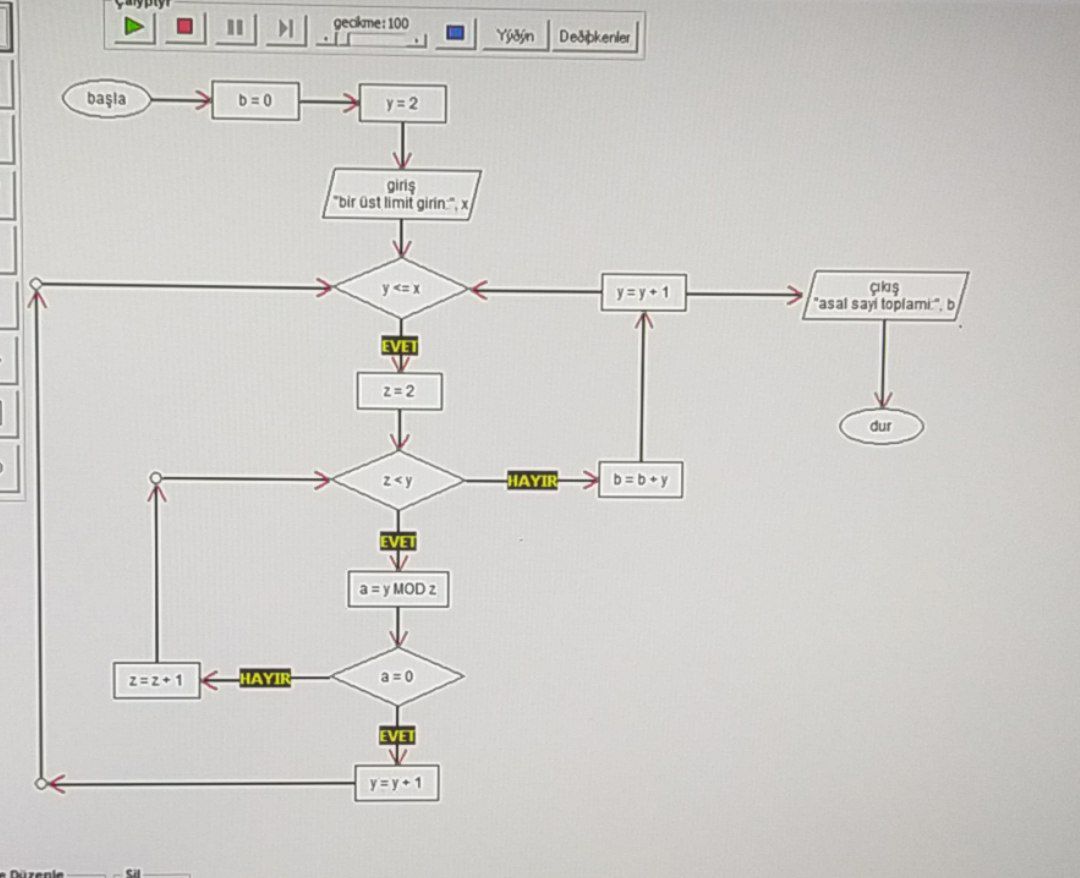 gecikme: 100
Yýðýn
Deðiþkenler
başla
b = 0
y = 2
giriş
"bir üst limit girin:", x
y <= x
y = y + 1
çıkış
"asal sayi toplami:", b
EVET
z = 2
dur
z < y
HAYIR
b = b + y
EVET
a = y MOD z
z = z + 1
HAYIR
a = 0
EVET
y = y + 1
Düzenle
Sil